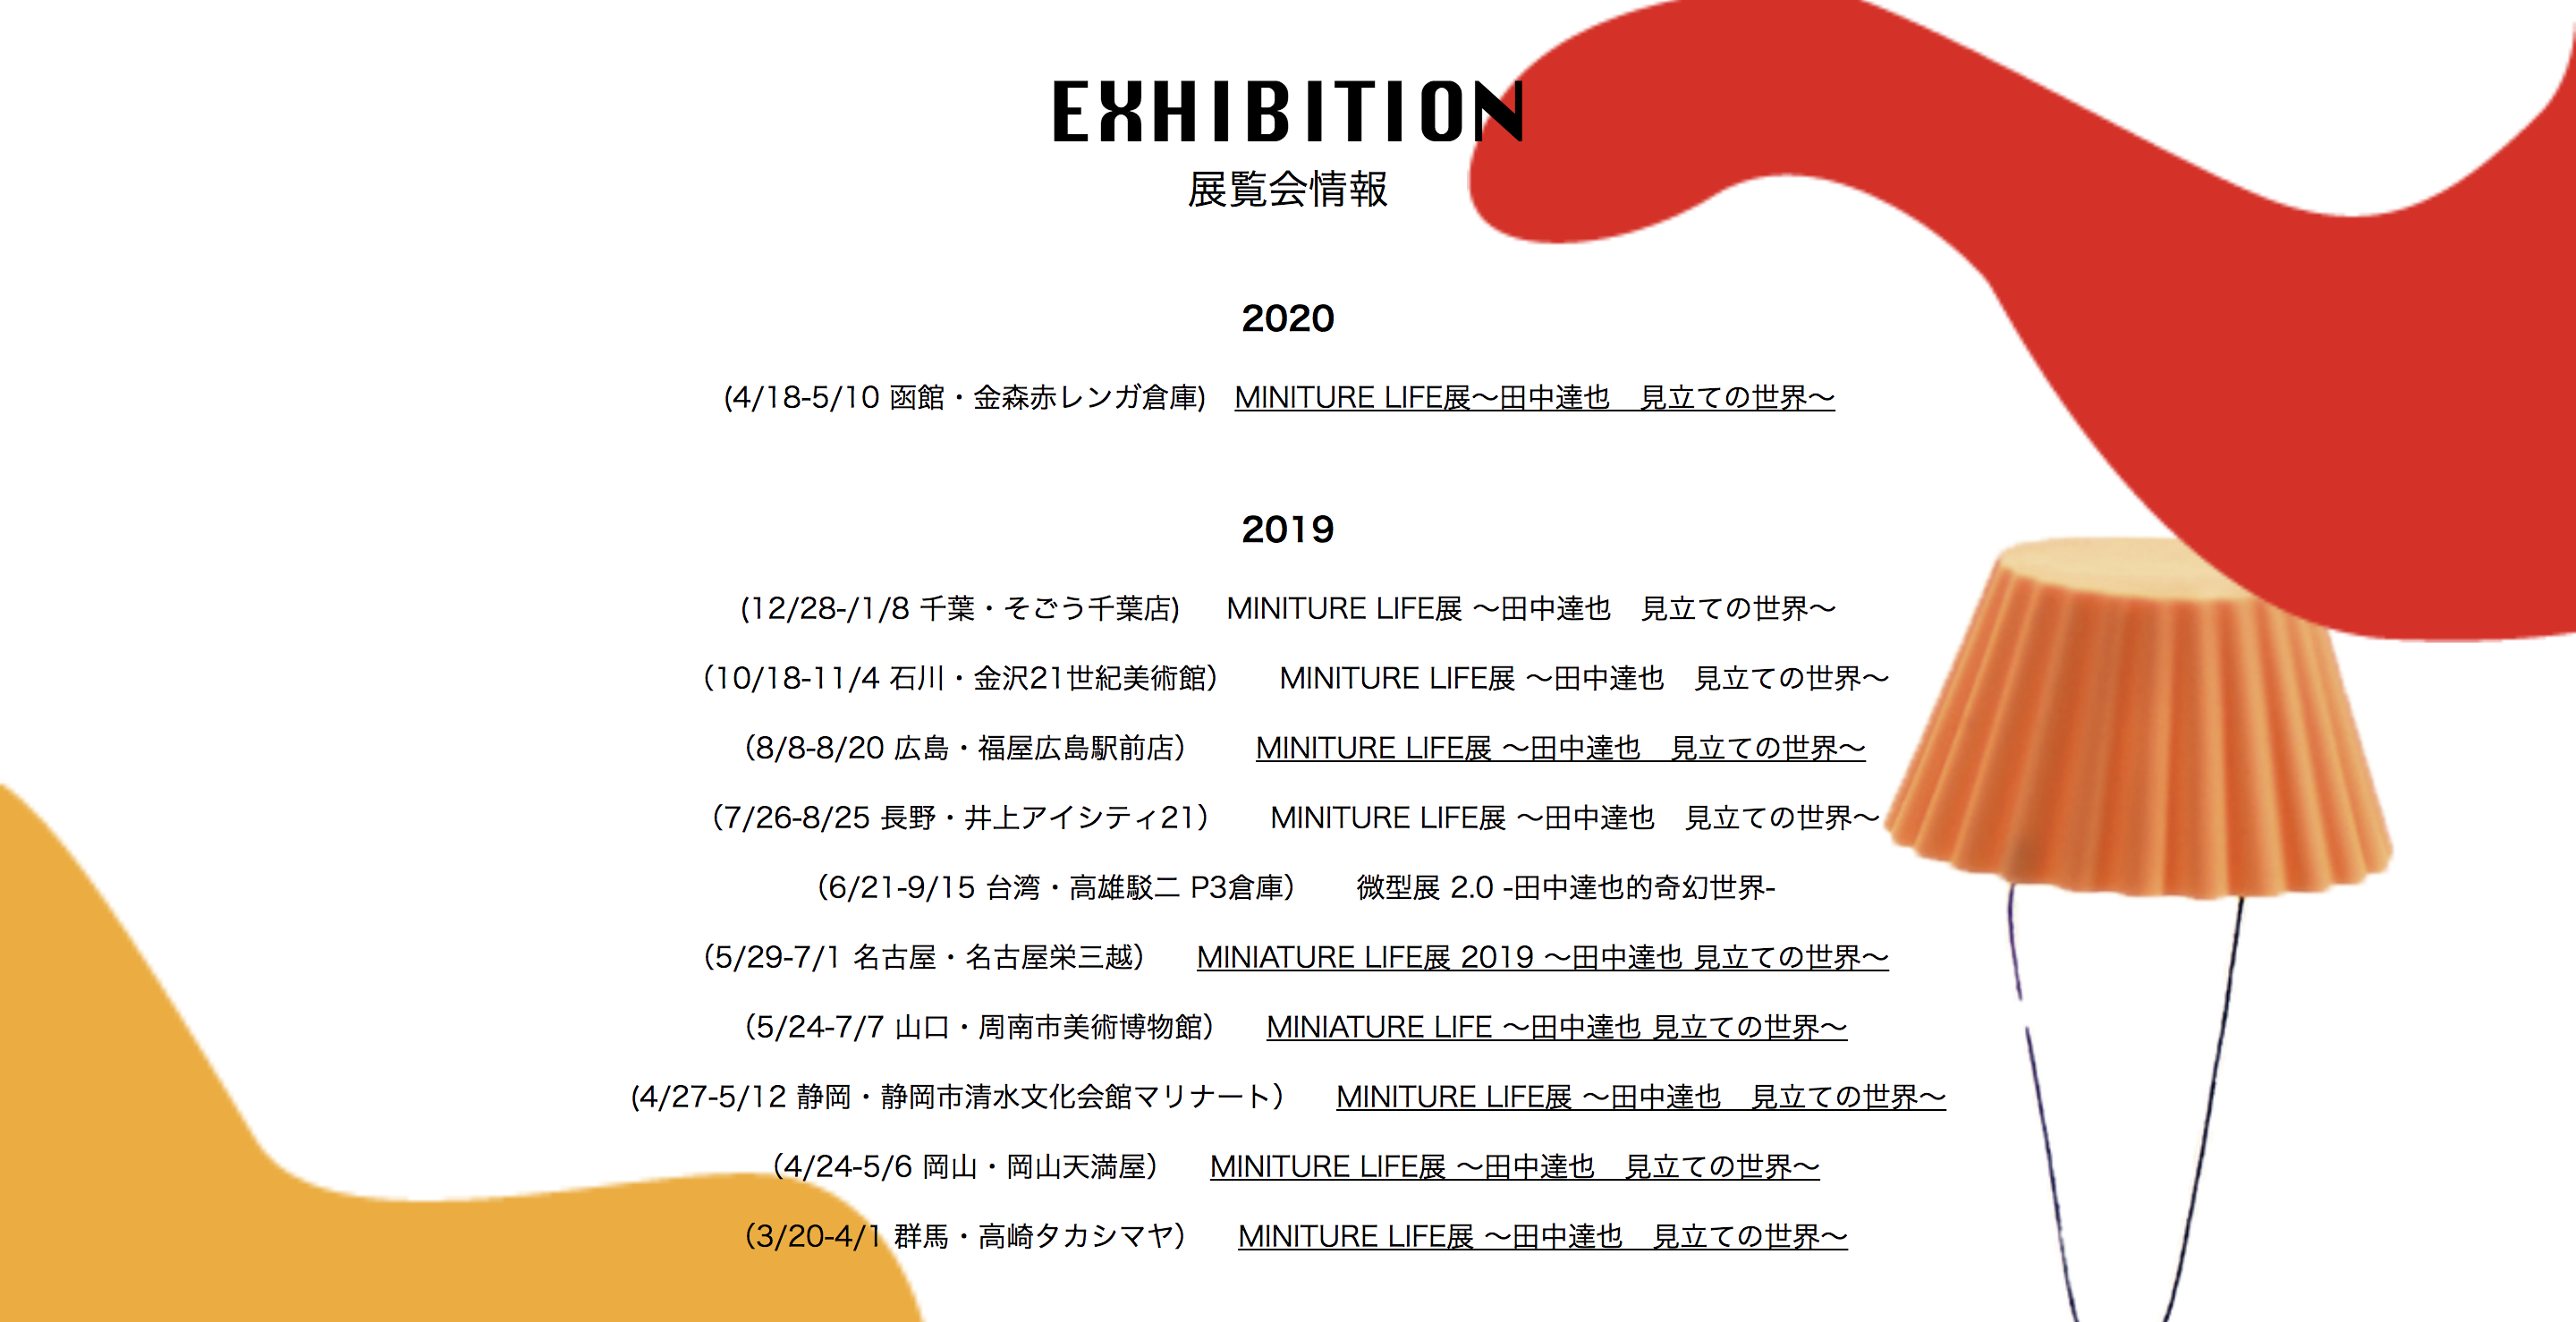 EXHIBITION
展覧会情報
2020
(4/18-5/10 函館・金森赤レンガ倉庫)　MINITURE LIFE展〜田中達也　見立ての世界〜
2019
(12/28-/1/8 千葉・そごう千葉店)　 MINITURE LIFE展 〜田中達也　見立ての世界〜
（10/18-11/4 石川・金沢21世紀美術館）　 MINITURE LIFE展 〜田中達也　見立ての世界〜
（8/8-8/20 広島・福屋広島駅前店）　　MINITURE LIFE展 〜田中達也　見立ての世界〜
（7/26-8/25 長野・井上アイシティ21）　 MINITURE LIFE展 〜田中達也　見立ての世界〜
（6/21-9/15 台湾・高雄駁二 P3倉庫）　 微型展 2.0 -田中達也的奇幻世界-
（5/29-7/1 名古屋・名古屋栄三越）　 MINIATURE LIFE展 2019 〜田中達也 見立ての世界〜
（5/24-7/7 山口・周南市美術博物館）　 MINIATURE LIFE 〜田中達也 見立ての世界〜
(4/27-5/12 静岡・静岡市清水文化会館マリナート）　 MINITURE LIFE展 〜田中達也　見立ての世界〜
（4/24-5/6 岡山・岡山天満屋）　 MINITURE LIFE展 〜田中達也　見立ての世界〜
（3/20-4/1 群馬・高崎タカシマヤ）　 MINITURE LIFE展 〜田中達也　見立ての世界〜